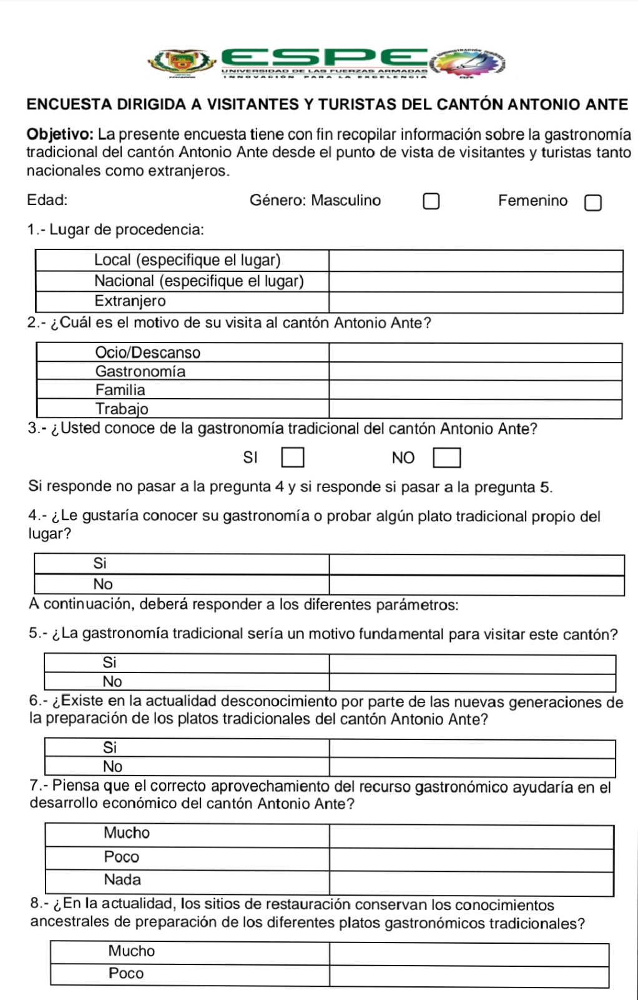 ESPE
UNIVERSIDAD DE LAS FUERZAS ARMADAS
INNOVACIÓN PARA LA EXCELENCIA
ENCUESTA DIRIGIDA A VISITANTES Y TURISTAS DEL CANTÓN ANTONIO ANTE
Objetivo: La presente encuesta tiene con fin recopilar información sobre la gastronomía
tradicional del cantón Antonio Ante desde el punto de vista de visitantes y turistas tanto
nacionales como extranjeros.
Edad: Género: Masculino Femenino
1.- Lugar de procedencia:
Local (especifique el lugar)
Nacional (especifique el lugar)
Extranjero
2.- ¿Cuál es el motivo de su visita al cantón Antonio Ante?
Ocio/Descanso
Gastronomía
Familia
Trabajo
3.- ¿Usted conoce de la gastronomía tradicional del cantón Antonio Ante?
SI NO
Si responde no pasar a la pregunta 4 y si responde si pasar a la pregunta 5.
4.- ¿Le gustaría conocer su gastronomía o probar algún plato tradicional propio del
lugar?
Si
No
A continuación, deberá responder a los diferentes parámetros:
5.- ¿La gastronomía tradicional sería un motivo fundamental para visitar este cantón?
Si
No
6.- ¿Existe en la actualidad desconocimiento por parte de las nuevas generaciones de
la preparación de los platos tradicionales del cantón Antonio Ante?
Si
No
7.- Piensa que el correcto aprovechamiento del recurso gastronómico ayudaría en el
desarrollo económico del cantón Antonio Ante?
Mucho
Poco
Nada
8.- ¿En la actualidad, los sitios de restauración conservan los conocimientos
ancestrales de preparación de los diferentes platos gastronómicos tradicionales?
Mucho
Poco